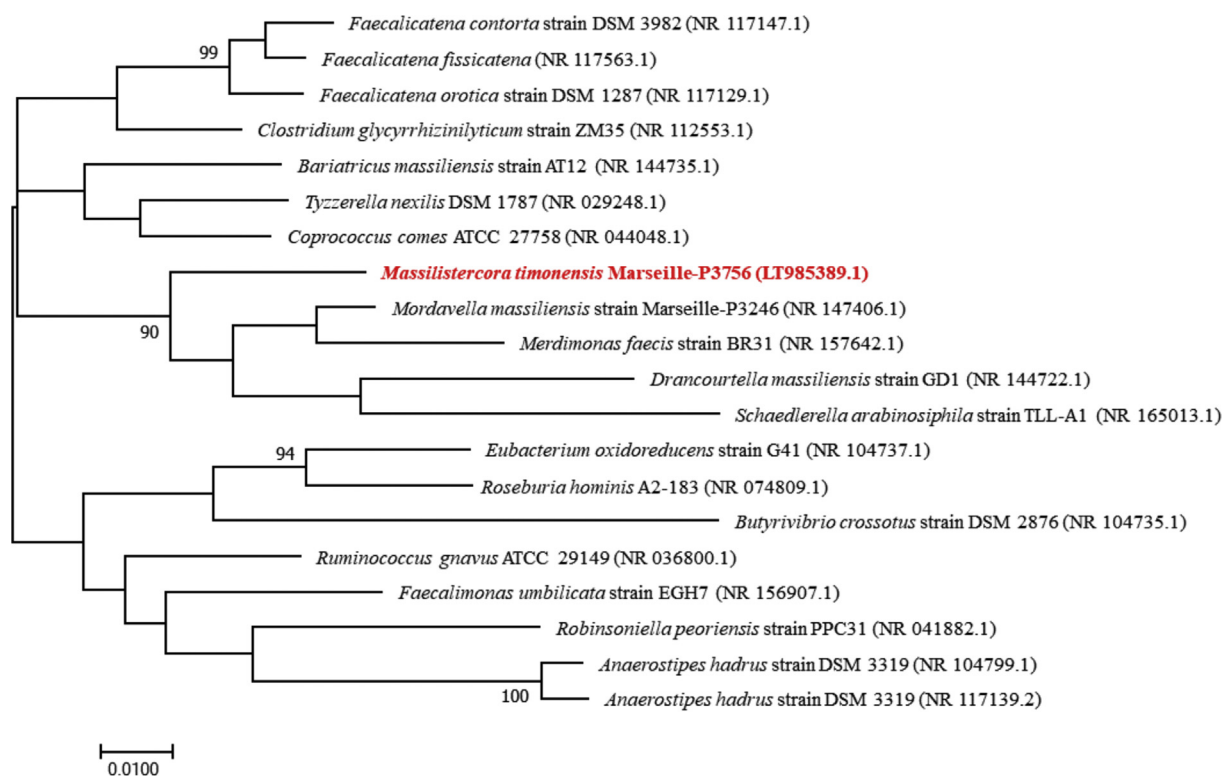 Faecalicatena contorta strain DSM 3982 (NR 117147.1)
99
Faecalicatena fissicatena (NR 117563.1)
Faecalicatena orotica strain DSM 1287 (NR 117129.1)
Clostridium glycyrrhizinilyticum strain ZM35 (NR 112553.1)
Bariatricus massiliensis strain AT12 (NR 144735.1)
Tyzzerella nexilis DSM 1787 (NR 029248.1)
Coprococcus comes ATCC 27758 (NR 044048.1)
Massilistercora timonensis Marseille-P3756 (LT985389.1)
Mordavella massiliensis strain Marseille-P3246 (NR 147406.1)
90
Merdimonas faecis strain BR31 (NR 157642.1)
Drancourtella massiliensis strain GD1 (NR 144722.1)
Schaedlerella arabinosiphila strain TLL-A1 (NR 165013.1)
Eubacterium oxidoreducens strain G41 (NR 104737.1)
94
Roseburia hominis A2-183 (NR 074809.1)
Butyrivibrio crossotus strain DSM 2876 (NR 104735.1)
Ruminococcus gnavus ATCC 29149 (NR 036800.1)
Faecalimonas umbilicata strain EGH7 (NR 156907.1)
Robinsoniella peoriensis strain PPC31 (NR 041882.1)
Anaerostipes hadrus strain DSM 3319 (NR 104799.1)
100
Anaerostipes hadrus strain DSM 3319 (NR 117139.2)
0.0100